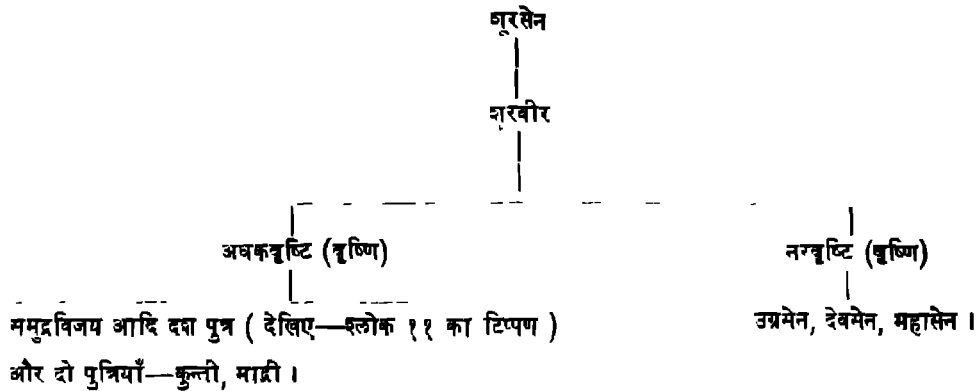 शूरसेन
शूरवीर
अधकवृष्टि (वृष्णि) नरवृष्टि (वृष्णि)
समुद्रविजय आदि दश पुत्र ( देखिए—श्लोक ११ का टिप्पण ) उग्रसेन, देवसेन, महासेन ।
और दो पुत्रियाँ—कुन्ती, माद्री ।